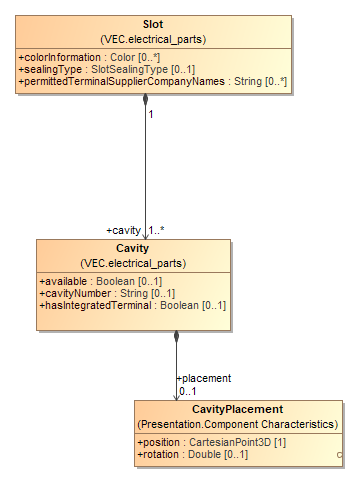 Slot
(VEC.electrical_parts)
+colorInformation : Color [0..*]
+sealingType : SlotSealingType [0..1]
+permittedTerminalSupplierCompanyNames : String [0..*]
1
+cavity 1..*
Cavity
(VEC.electrical_parts)
+available : Boolean [0..1]
+cavityNumber : String [0..1]
+hasIntegratedTerminal : Boolean [0..1]
+placement
0..1
CavityPlacement
(Presentation.Component Characteristics)
+position : CartesianPoint3D [1]
+rotation : Double [0..1]